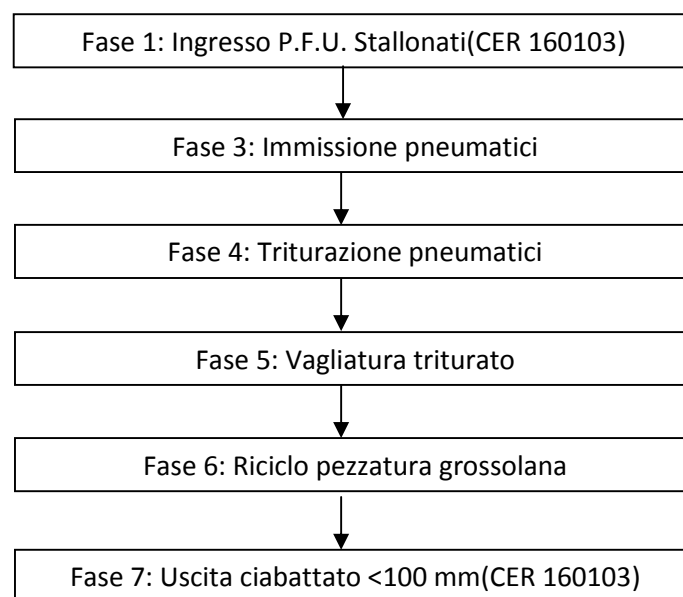 Fase 1: Ingresso P.F.U. Stallonati(CER 160103)
Fase 3: Immissione pneumatici
Fase 4: Triturazione pneumatici
Fase 5: Vagliatura triturato
Fase 6: Riciclo pezzatura grossolana
Fase 7: Uscita ciabattato <100 mm(CER 160103)